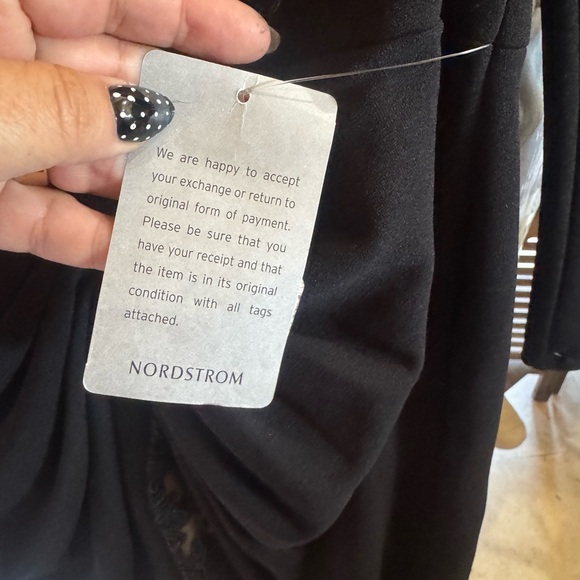 We are happy to accept
your exchange or return to
original form of payment.
Please be sure that you
have your receipt and that
the item is in its original
condition with all tags
attached.
NORDSTROM